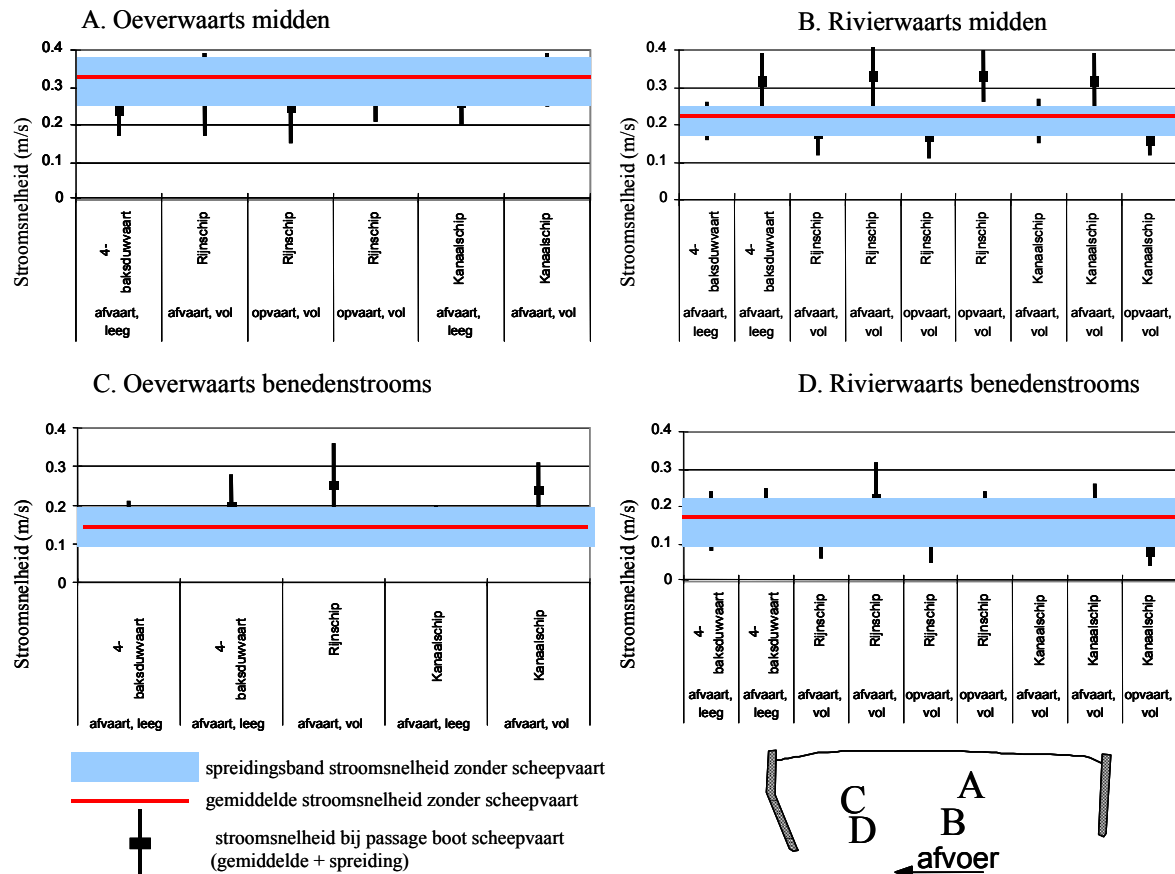 A. Oeverwaarts midden
Stroomsnelheid (m/s)
0.4
0.3
0.2
0.1
0
4-
baksduwvaart
Rijnschip
Rijnschip
Rijnschip
Kanaalschip
Kanaalschip
afvaart,
leeg
afvaart, vol
opvaart, vol
opvaart, vol
afvaart,
leeg
afvaart, vol
B. Rivierwaarts midden
Stroomsnelheid (m/s)
0.4
0.3
0.2
0.1
0
4-
baksduwvaart
4-
baksduwvaart
Rijnschip
Rijnschip
Rijnschip
Rijnschip
Kanaalschip
Kanaalschip
Kanaalschip
afvaart,
leeg
afvaart,
leeg
afvaart,
vol
afvaart,
vol
opvaart,
vol
opvaart,
vol
afvaart,
vol
afvaart,
vol
opvaart,
vol
C. Oeverwaarts benedenstrooms
Stroomsnelheid (m/s)
0.4
0.3
0.2
0.1
0
4-
baksduwvaart
4-
baksduwvaart
Rijnschip
Kanaalschip
Kanaalschip
afvaart, leeg
afvaart, leeg
afvaart, vol
afvaart, leeg
afvaart, vol
D. Rivierwaarts benedenstrooms
Stroomsnelheid (m/s)
0.4
0.3
0.2
0.1
0
4-
baksduwvaart
4-
baksduwvaart
Rijnschip
Rijnschip
Rijnschip
Rijnschip
Kanaalschip
Kanaalschip
Kanaalschip
afvaart,
leeg
afvaart,
leeg
afvaart,
vol
afvaart,
vol
opvaart,
vol
opvaart,
vol
afvaart,
vol
afvaart,
vol
opvaart,
vol
spreidingsband stroomsnelheid zonder scheepvaart
gemiddelde stroomsnelheid zonder scheepvaart
stroomsnelheid bij passage boot scheepvaart
(gemiddelde + spreiding)
A
C
B
D
afvoer